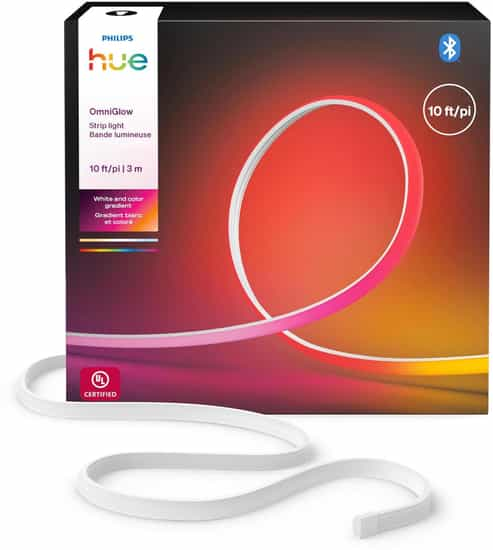 PHILIPS
hue
OmniGlow
Strip light
Bande lumineuse
10 ft/pi | 3 m
White and color
gradient
Gradient blanc
et coloré
10 ft/pi
UL
CERTIFIED